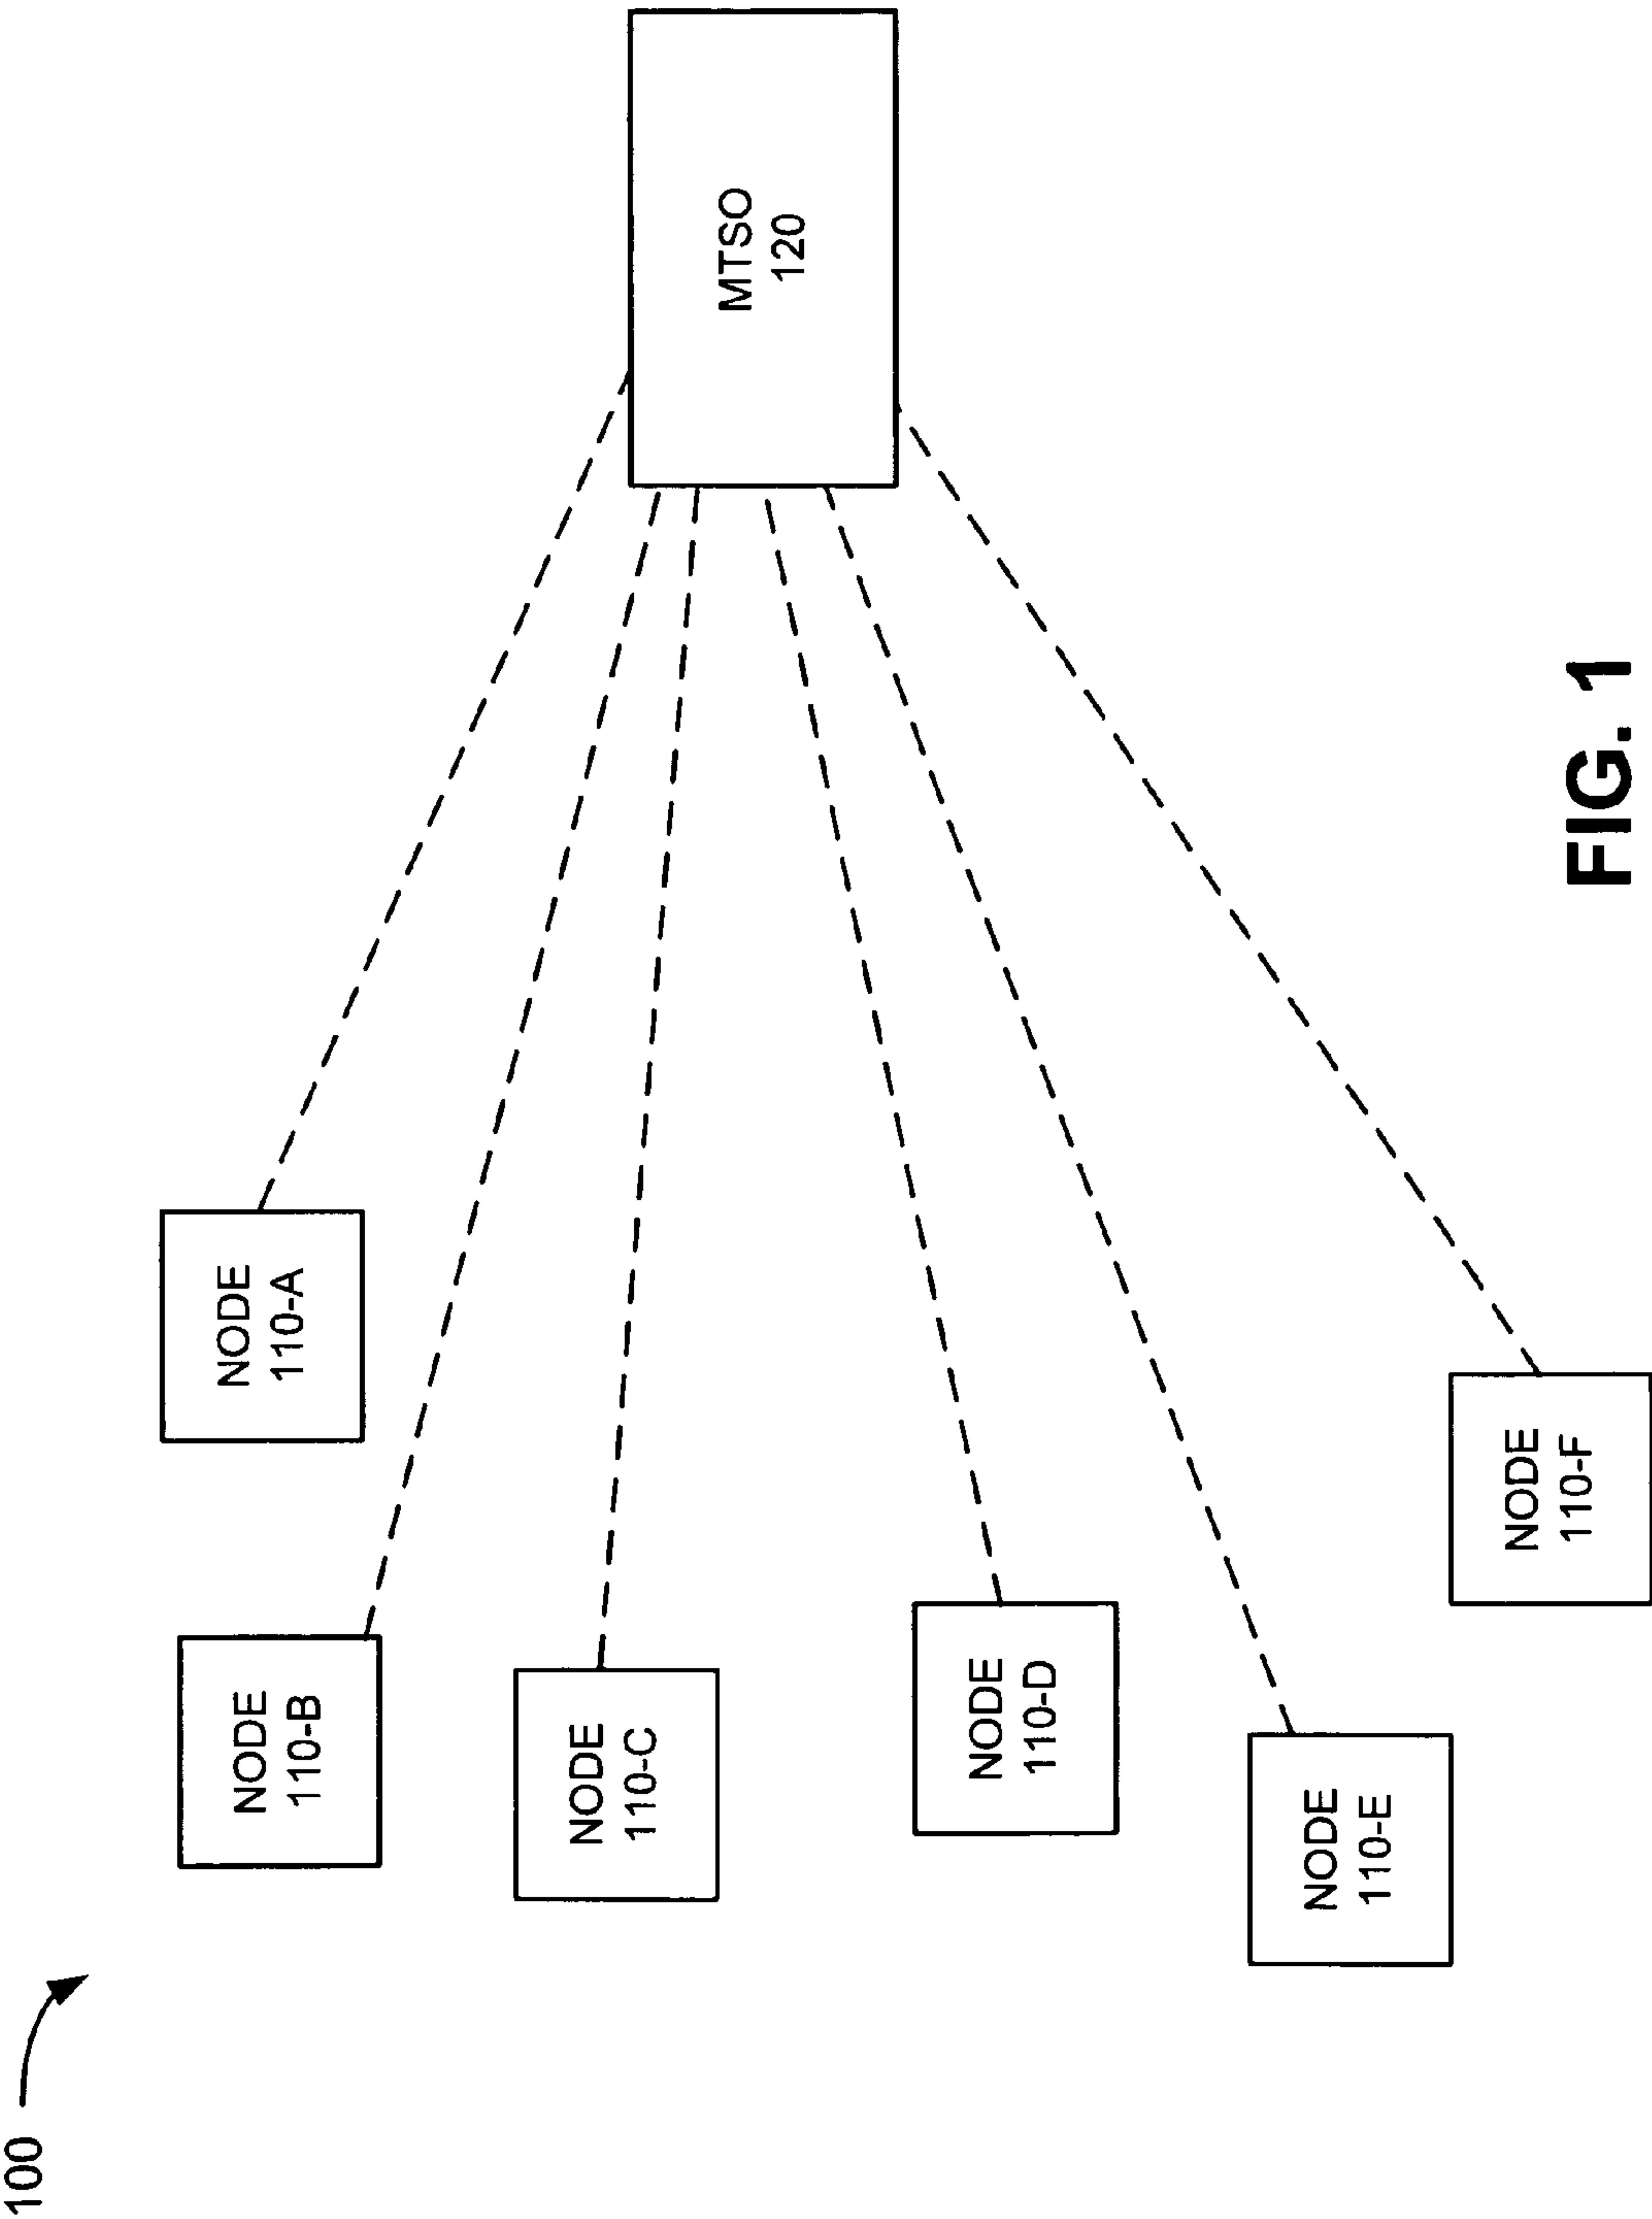 100
NODE
110-A
NODE
110-B
NODE
110-C
NODE
110-D
NODE
110-E
NODE
110-F
MTSO
120
FIG. 1